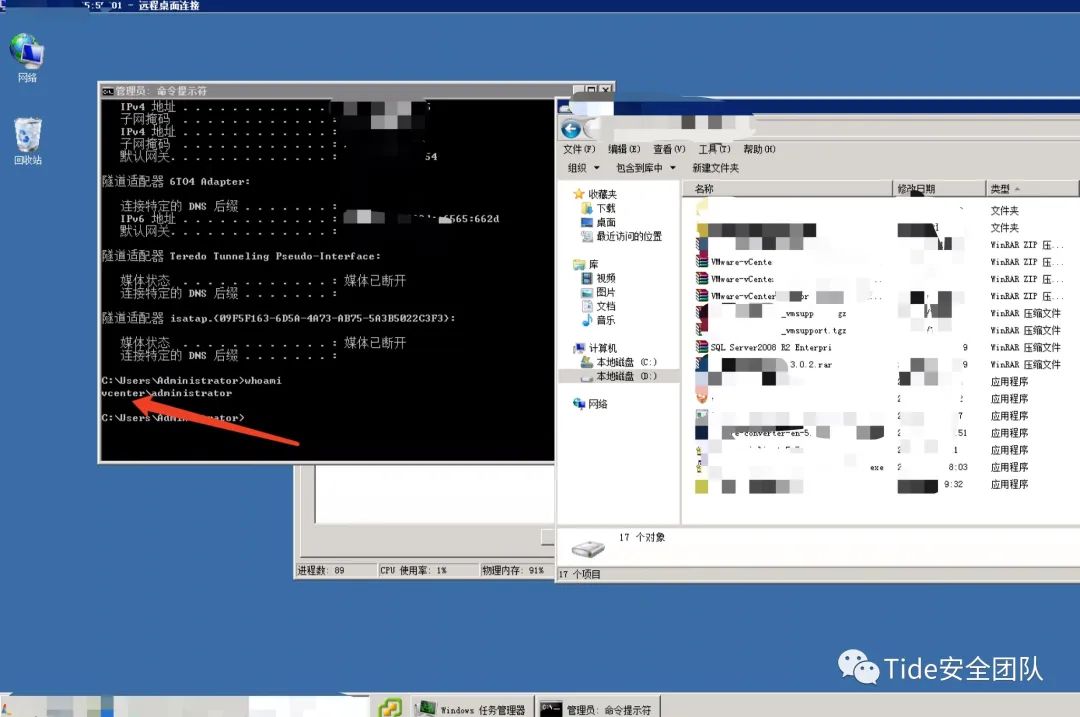 01 - 远程桌面连接
网络
回收站
管理员: 命令提示符
IPv4 地址 . . . . . . . . . . . . :
子网掩码 . . . . . . . . . . . . :
IPv4 地址 . . . . . . . . . . . . :
子网掩码 . . . . . . . . . . . . :
默认网关. . . . . . . . . . . . . : 54
隧道适配器 6TO4 Adapter:
连接特定的 DNS 后缀 . . . . . . . :
IPv6 地址 . . . . . . . . . . . . : 6565:662d
默认网关. . . . . . . . . . . . . :
隧道适配器 Teredo Tunneling Pseudo-Interface:
媒体状态 . . . . . . . . . . . . : 媒体已断开
连接特定的 DNS 后缀 . . . . . . . :
隧道适配器 isatap.{09F5F163-6D5A-4A73-AB75-5A3B5022C3F3}:
媒体状态 . . . . . . . . . . . . : 媒体已断开
连接特定的 DNS 后缀 . . . . . . . :
C:\Users\Administrator>whoami
vcenter\administrator
C:\Users\Administrator>
文件(F) 编辑(E) 查看(V) 工具(T) 帮助(H)
组织 包含到库中 新建文件夹
收藏夹
下载
桌面
最近访问的位置
库
视频
图片
文档
音乐
计算机
本地磁盘 (C:)
本地磁盘 (D:)
网络
名称 修改日期 类型
文件夹
文件夹
WinRAR ZIP 压...
VMware-vCente WinRAR ZIP 压...
VMware-vCente WinRAR ZIP 压...
VMware-vCenter WinRAR ZIP 压...
_vmsupp gz WinRAR 压缩文件
_vmsupport.tgz WinRAR 压缩文件
SQL Server2008 R2 Enterpri 9 WinRAR 压缩文件
3.0.2.rar WinRAR 压缩文件
应用程序
应用程序
7 应用程序
e-converter-en-5. 51 应用程序
1 应用程序
exe 8:03 应用程序
9:32 应用程序
17 个对象
17 个项目
进程数: 89 CPU 使用率: 1% 物理内存: 91%
Tide安全团队
Windows 任务管理器 管理员: 命令提示符